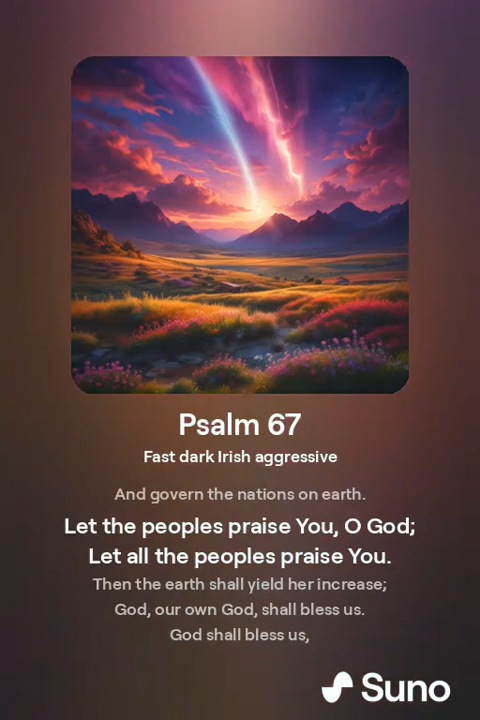 Psalm 67
Fast dark Irish aggressive
And govern the nations on earth.
Let the peoples praise You, O God;
Let all the peoples praise You.
Then the earth shall yield her increase;
God, our own God, shall bless us.
God shall bless us,
Suno